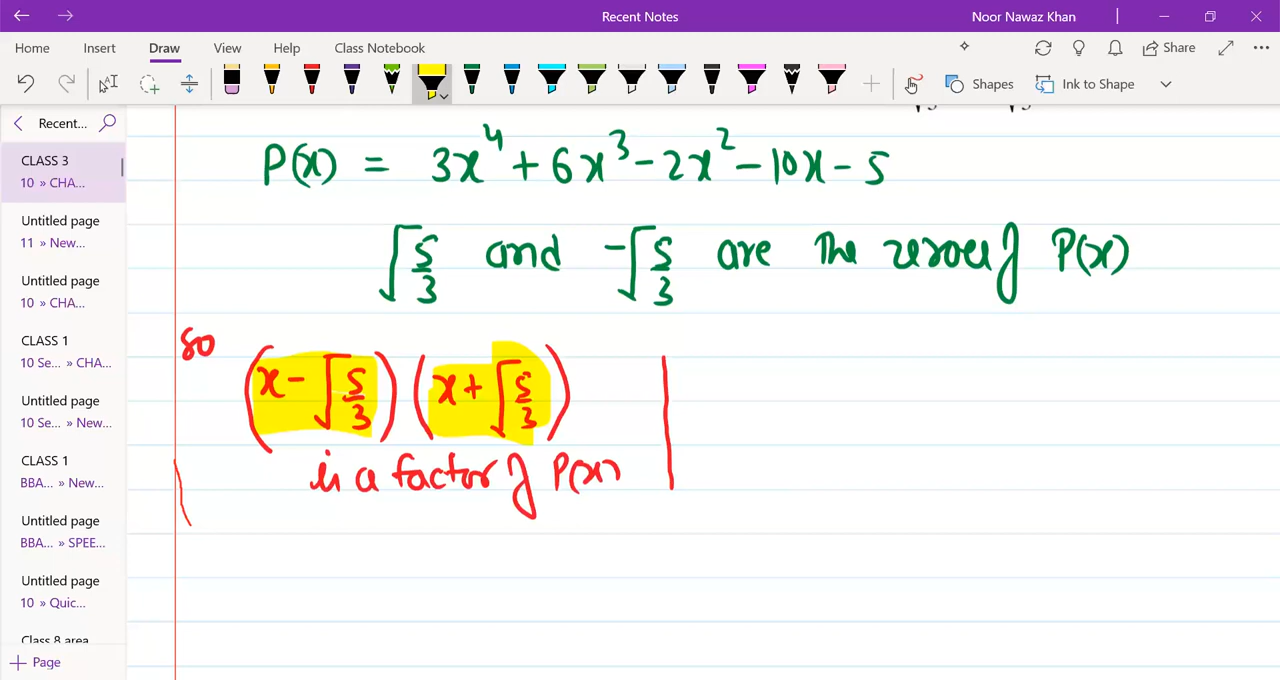 Recent Notes
Noor Nawaz Khan
Home Insert Draw View Help Class Notebook
Share
Shapes
Ink to Shape
Recent...
CLASS 3
10 » CHA...
Untitled page
11 » New...
Untitled page
10 » CHA...
CLASS 1
10 Se... » CHA...
Untitled page
10 Se... » New...
CLASS 1
BBA... » New...
Untitled page
BBA... » SPEE...
Untitled page
10 » Quic...
Class 8 area
Page
P(x) = 3x⁴ + 6x³ - 2x² - 10x - 5
√(5/3) and -√(5/3) are the zeroes of P(x)
so
(x - √(5/3)) (x + √(5/3))
is a factor of P(x)